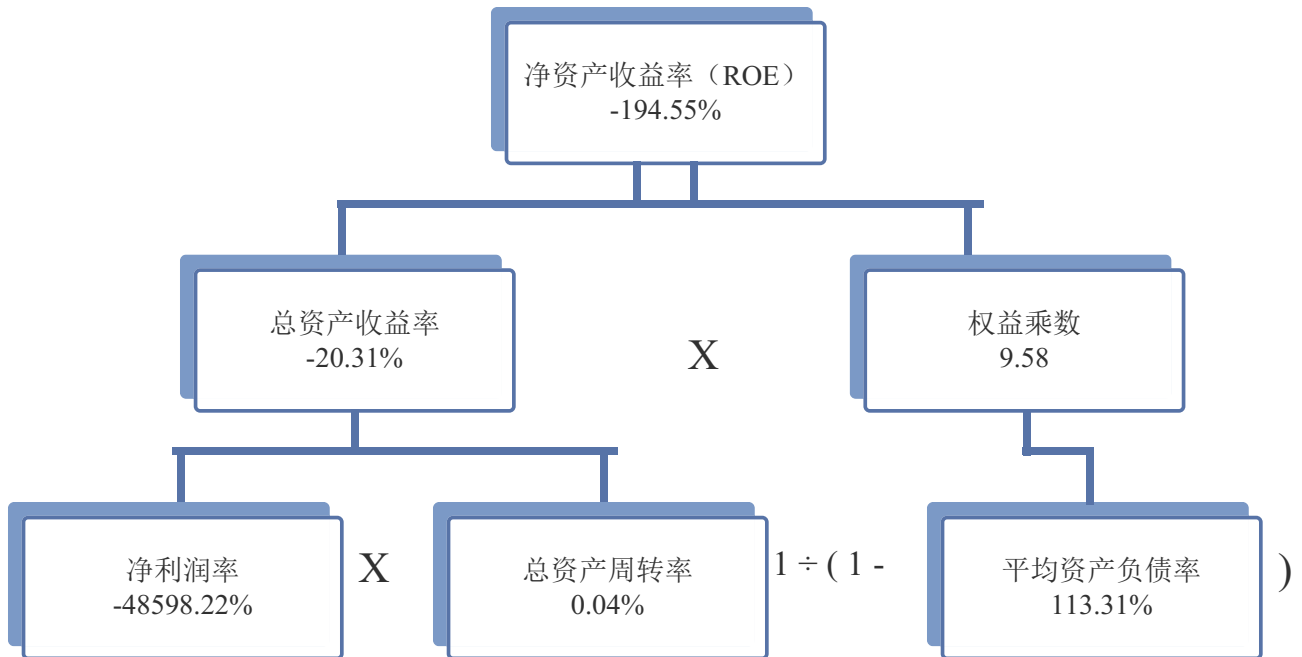 净资产收益率（ROE）
-194.55%
总资产收益率
-20.31%
X
权益乘数
9.58
净利润率
-48598.22%
X
总资产周转率
0.04%
1 ÷ ( 1 -
平均资产负债率
113.31%
)